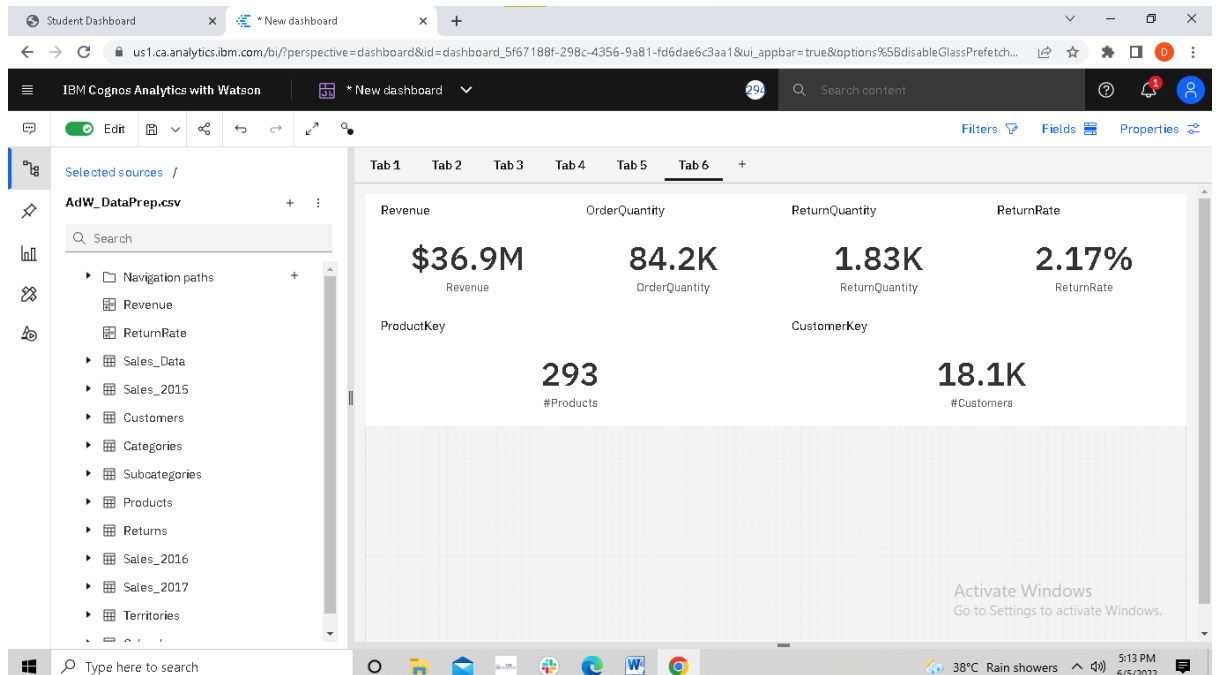 Student Dashboard
* New dashboard
us1.ca.analytics.ibm.com/bi/?perspective=dashboard&id=dashboard_5f67188f-298c-4356-9a81-fd6dae6c3aa1&ui_appbar=true&options%5BdisableGlassPrefetch...
D
IBM Cognos Analytics with Watson
* New dashboard
294
Search content
1
Edit
Filters
Fields
Properties
Selected sources /
AdW_DataPrep.csv
Search
Navigation paths
Revenue
ReturnRate
Sales_Data
Sales_2015
Customers
Categories
Subcategories
Products
Returns
Sales_2016
Sales_2017
Territories
Tab 1 Tab 2 Tab 3 Tab 4 Tab 5 Tab 6 +
Revenue OrderQuantity ReturnQuantity ReturnRate
$36.9M 84.2K 1.83K 2.17%
Revenue OrderQuantity ReturnQuantity ReturnRate
ProductKey CustomerKey
293 18.1K
#Products #Customers
Activate Windows
Go to Settings to activate Windows.
Type here to search
38°C Rain showers
5:13 PM
6/5/2022